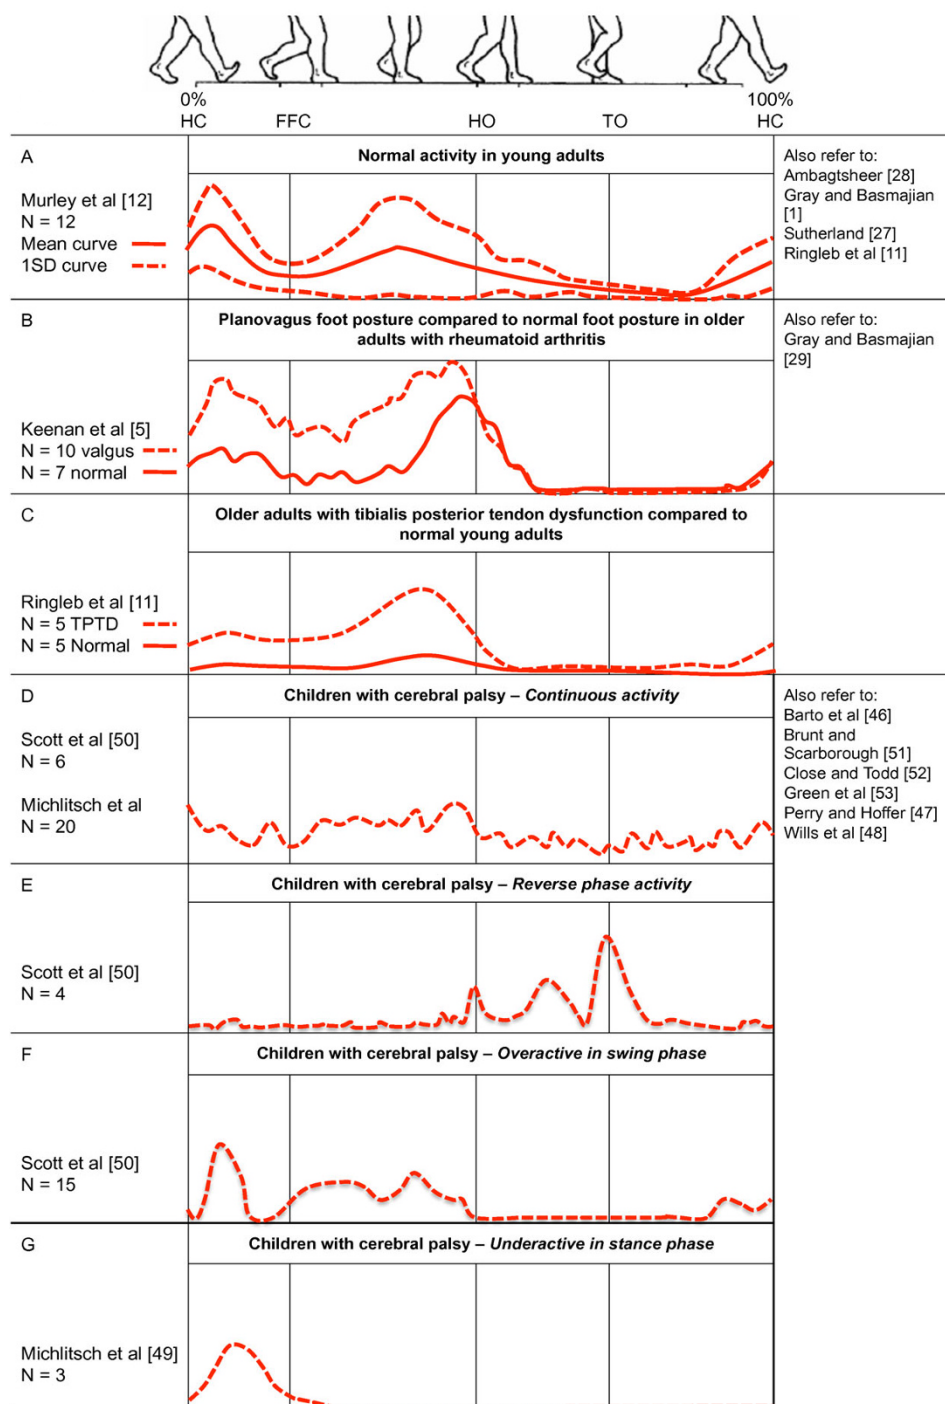 0%
100%
HC
FFC
HO
TO
HC
A
Normal activity in young adults
Murley et al [12]
N = 12
Mean curve
1SD curve
Also refer to:
Ambagtsheer [28]
Gray and Basmajian
[1]
Sutherland [27]
Ringleb et al [11]
B
Planovagus foot posture compared to normal foot posture in older
adults with rheumatoid arthritis
Keenan et al [5]
N = 10 valgus
N = 7 normal
Also refer to:
Gray and Basmajian
[29]
C
Older adults with tibialis posterior tendon dysfunction compared to
normal young adults
Ringleb et al [11]
N = 5 TPTD
N = 5 Normal
D
Children with cerebral palsy – Continuous activity
Scott et al [50]
N = 6
Michlitsch et al
N = 20
Also refer to:
Barto et al [46]
Brunt and
Scarborough [51]
Close and Todd [52]
Green et al [53]
Perry and Hoffer [47]
Wills et al [48]
E
Children with cerebral palsy – Reverse phase activity
Scott et al [50]
N = 4
F
Children with cerebral palsy – Overactive in swing phase
Scott et al [50]
N = 15
G
Children with cerebral palsy – Underactive in stance phase
Michlitsch et al [49]
N = 3